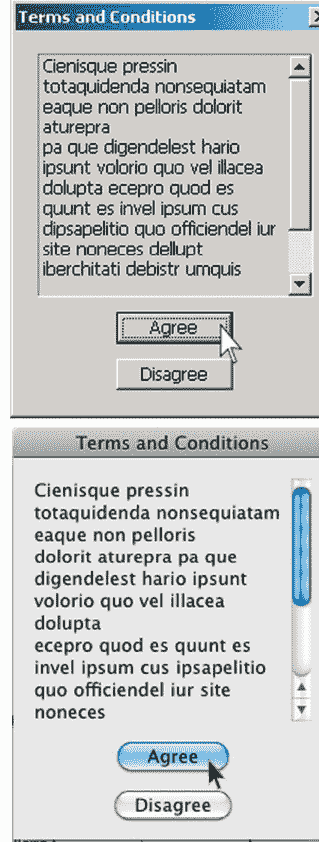 Terms and Conditions
Cienisque pressin
totaquidenda nonsequiatam
eaque non pelloris dolorit
aturepra
pa que digendelest hario
ipsunt volorio quo vel illacea
dolupta ecepro quod es
quunt es invel ipsum cus
dipsapelitio quo officiendel iur
site noneces dellupt
iberchitati debistr umquis
Agree
Disagree
Terms and Conditions
Cienisque pressin
totaquidenda nonsequiatam
eaque non pelloris
dolorit aturepra pa que
digendelest hario ipsunt
volorio quo vel illacea
dolupta
ecepro quod es quunt es
invel ipsum cus ipsapelitio
quo officiendel iur site
noneces
Agree
Disagree